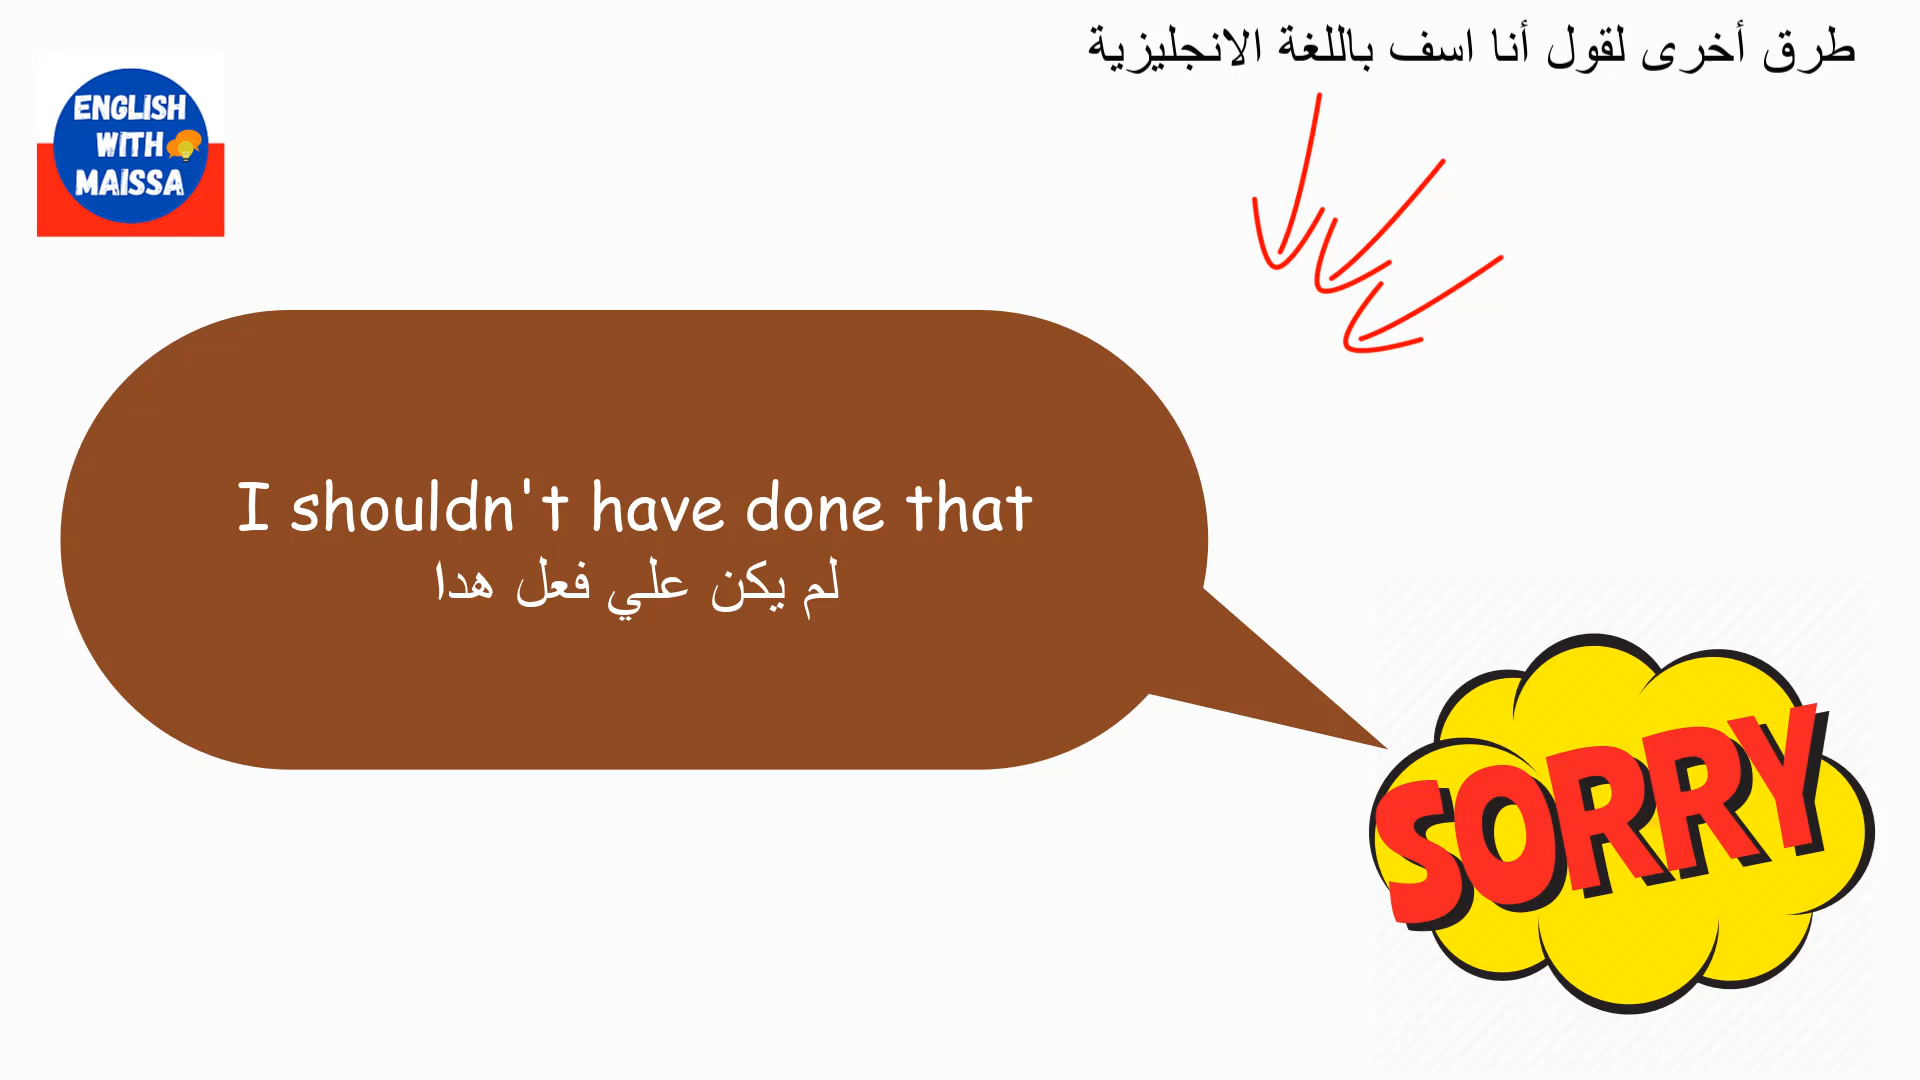 طرق أخرى لقول أنا اسف باللغة الانجليزية
ENGLISH
WITH
MAISSA
I shouldn't have done that
لم يكن علي فعل هدا
SORRY